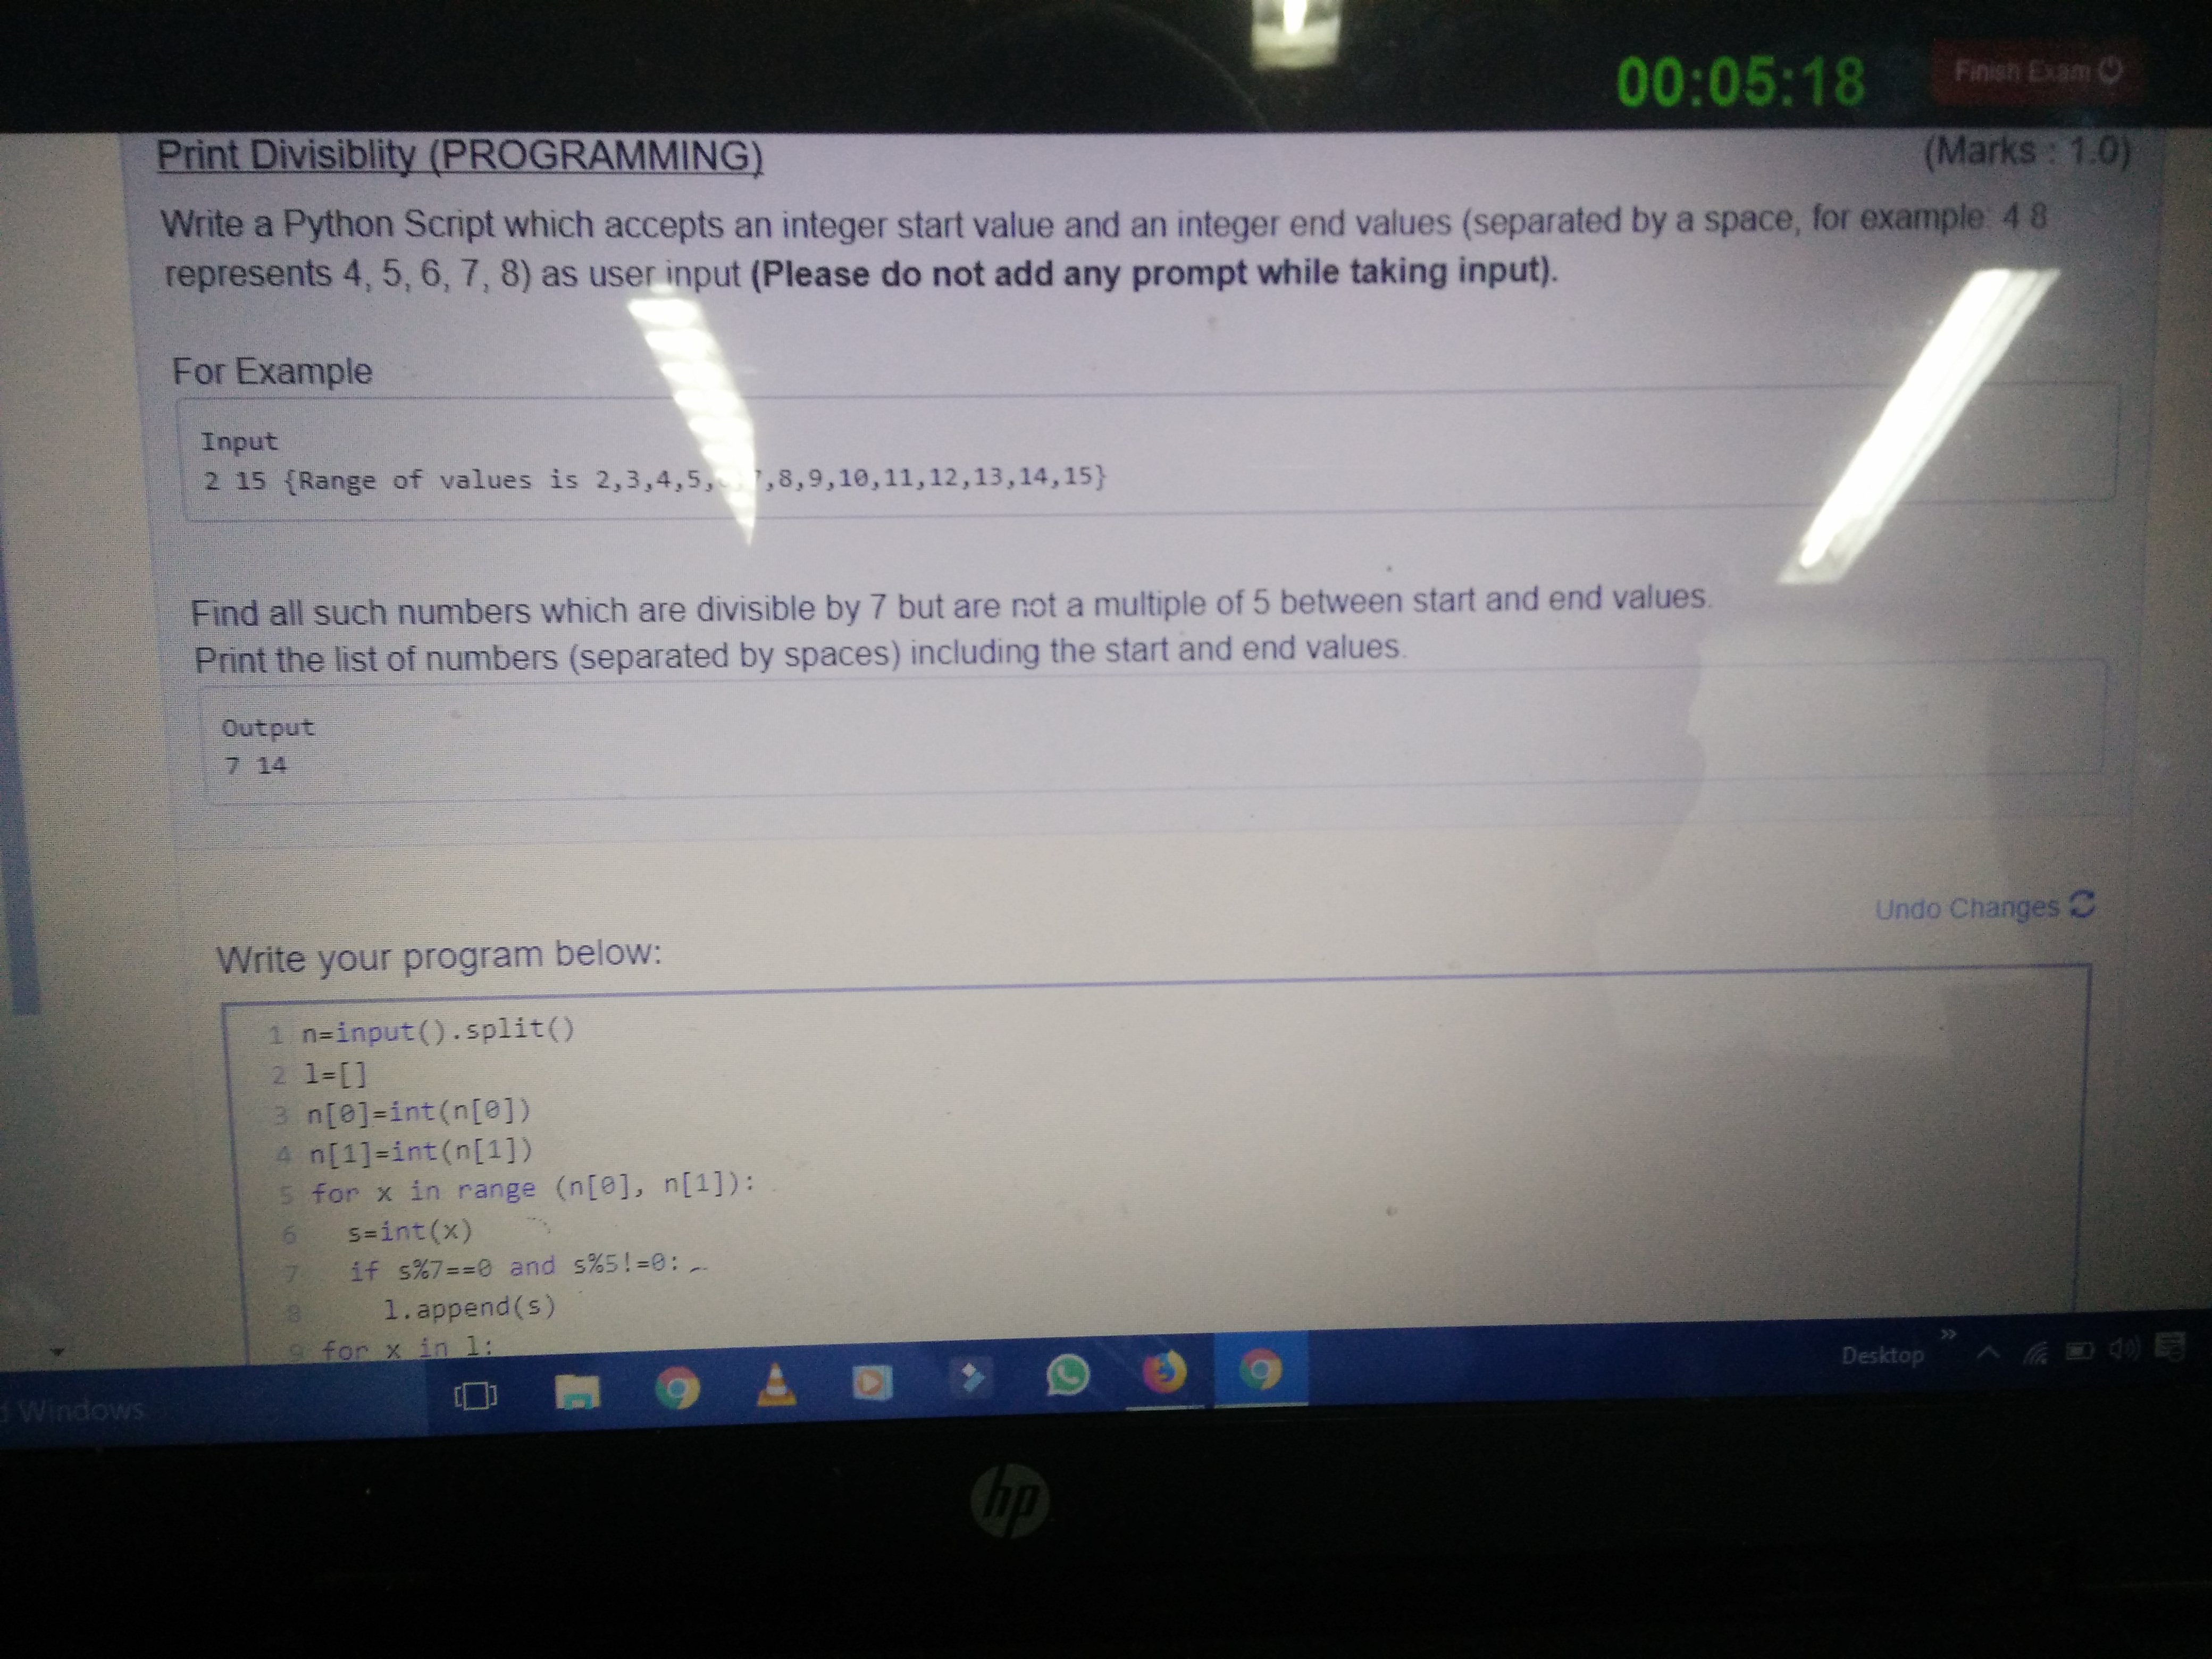 00:05:18 Finish Exam
Print Divisiblity (PROGRAMMING) (Marks : 1.0)
Write a Python Script which accepts an integer start value and an integer end values (separated by a space, for example: 4 8
represents 4, 5, 6, 7, 8) as user input (Please do not add any prompt while taking input).
For Example
Input
2 15 {Range of values is 2,3,4,5, ,8,9,10,11,12,13,14,15}
Find all such numbers which are divisible by 7 but are not a multiple of 5 between start and end values.
Print the list of numbers (separated by spaces) including the start and end values.
Output
7 14
Undo Changes
Write your program below:
1 n=input().split()
2 l=[]
3 n[0]=int(n[0])
4 n[1]=int(n[1])
5 for x in range (n[0], n[1]):
6 s=int(x)
7 if s%7==0 and s%5!=0:
8 l.append(s)
9 for x in l:
Desktop
Windows
hp